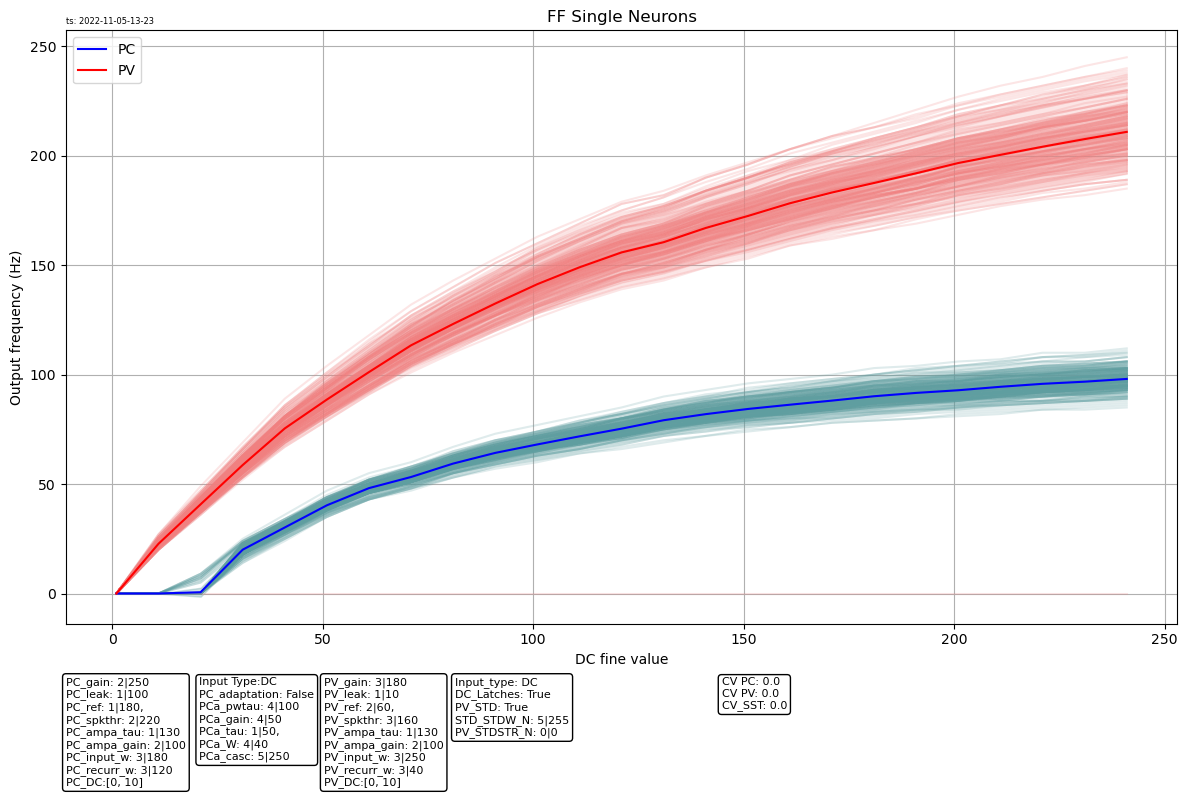 ts: 2022-11-05-13-23
FF Single Neurons
PC
PV
250
200
150
100
50
0
Output frequency (Hz)
0
50
100
150
200
250
DC fine value
PC_gain: 2|250
PC_leak: 1|100
PC_ref: 1|180,
PC_spkthr: 2|220
PC_ampa_tau: 1|130
PC_ampa_gain: 2|100
PC_input_w: 3|180
PC_recurr_w: 3|120
PC_DC:[0, 10]
Input Type:DC
PC_adaptation: False
PCa_pwtau: 4|100
PCa_gain: 4|50
PCa_tau: 1|50,
PCa_W: 4|40
PCa_casc: 5|250
PV_gain: 3|180
PV_leak: 1|10
PV_ref: 2|60,
PV_spkthr: 3|160
PV_ampa_tau: 1|130
PV_ampa_gain: 2|100
PV_input_w: 3|250
PV_recurr_w: 3|40
PV_DC:[0, 10]
Input_type: DC
DC_Latches: True
PV_STD: True
STD_STDW_N: 5|255
PV_STDSTR_N: 0|0
CV PC: 0.0
CV PV: 0.0
CV_SST: 0.0